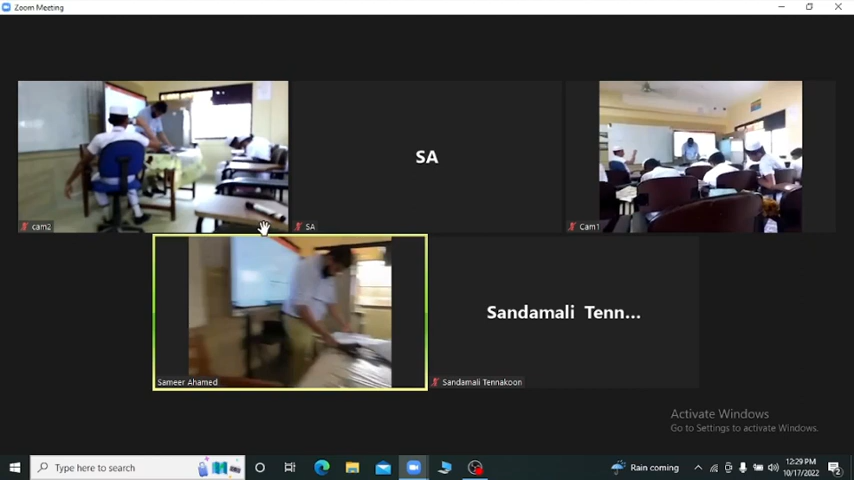 Zoom Meeting
cam2
SA
SA
Cam1
Sameer Ahamed
Sandamali Tenn...
Sandamali Tennakoon
Activate Windows
Go to Settings to activate Windows.
Type here to search
Rain coming
12:29 PM
10/17/2022
2